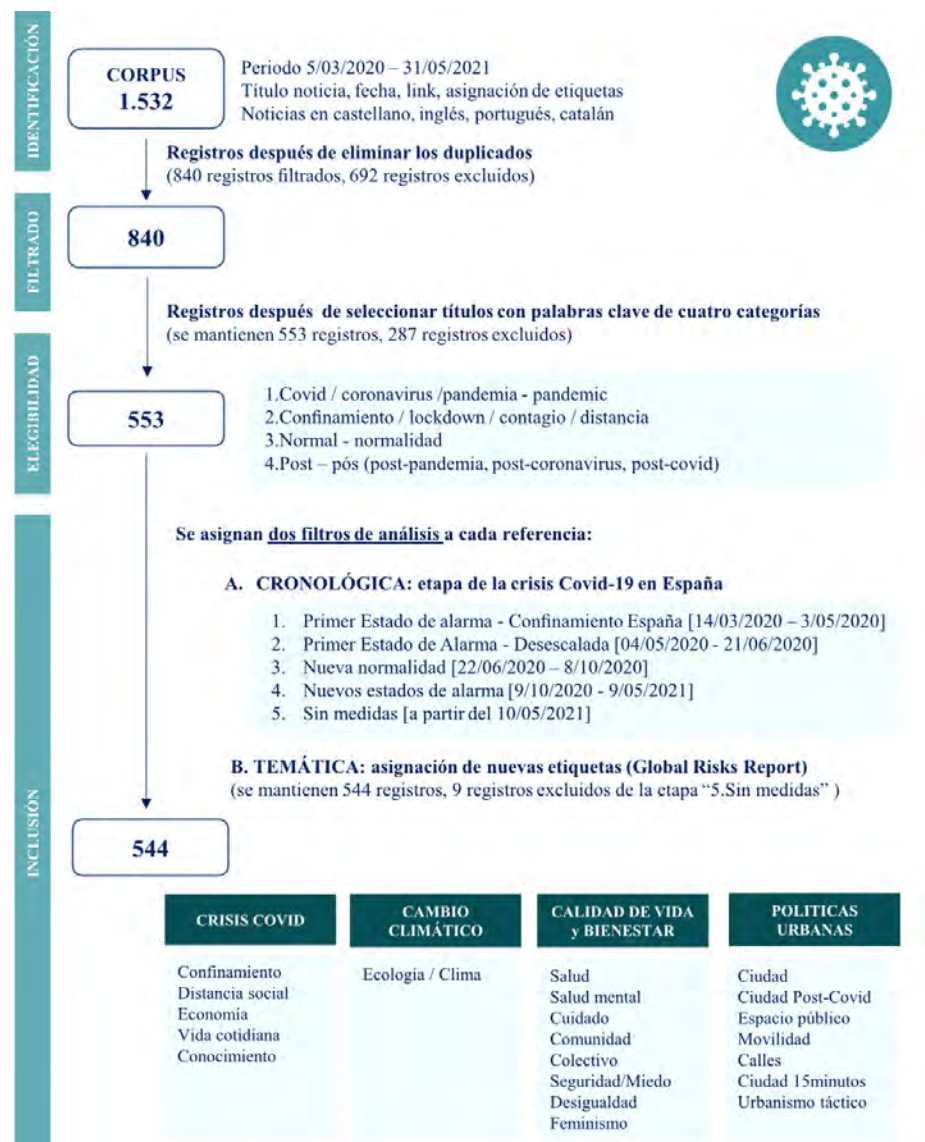 IDENTIFICACIÓN
CORPUS
1.532
Periodo 5/03/2020 – 31/05/2021
Título noticia, fecha, link, asignación de etiquetas
Noticias en castellano, inglés, portugués, catalán
Registros después de eliminar los duplicados
(840 registros filtrados, 692 registros excluidos)
FILTRADO
840
Registros después de seleccionar títulos con palabras clave de cuatro categorías
(se mantienen 553 registros, 287 registros excluidos)
ELEGIBILIDAD
553
1.Covid / coronavirus /pandemia - pandemic
2.Confinamiento / lockdown / contagio / distancia
3.Normal - normalidad
4.Post – pós (post-pandemia, post-coronavirus, post-covid)
INCLUSIÓN
Se asignan dos filtros de análisis a cada referencia:
A. CRONOLÓGICA: etapa de la crisis Covid-19 en España
1. Primer Estado de alarma - Confinamiento España [14/03/2020 – 3/05/2020]
2. Primer Estado de Alarma - Desescalada [04/05/2020 - 21/06/2020]
3. Nueva normalidad [22/06/2020 – 8/10/2020]
4. Nuevos estados de alarma [9/10/2020 - 9/05/2021]
5. Sin medidas [a partir del 10/05/2021]
B. TEMÁTICA: asignación de nuevas etiquetas (Global Risks Report)
(se mantienen 544 registros, 9 registros excluidos de la etapa “5.Sin medidas” )
544
CRISIS COVID
Confinamiento
Distancia social
Economía
Vida cotidiana
Conocimiento
CAMBIO
CLIMÁTICO
Ecología / Clima
CALIDAD DE VIDA
y BIENESTAR
Salud
Salud mental
Cuidado
Comunidad
Colectivo
Seguridad/Miedo
Desigualdad
Feminismo
POLITICAS
URBANAS
Ciudad
Ciudad Post-Covid
Espacio público
Movilidad
Calles
Ciudad 15minutos
Urbanismo táctico